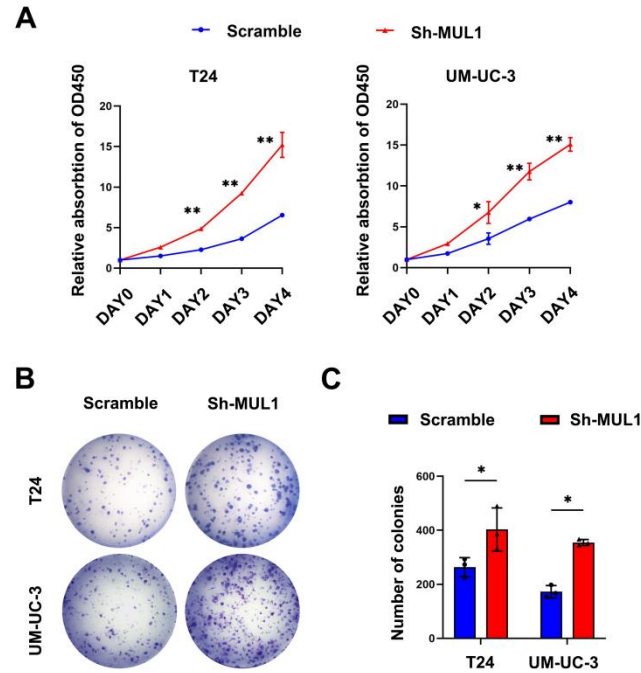 A
Scramble
Sh-MUL1
T24
UM-UC-3
Relative absorbtion of OD450
20
15
10
5
0
**
**
**
DAY0
DAY1
DAY2
DAY3
DAY4
Relative absorbtion of OD450
20
15
10
5
0
*
**
**
DAY0
DAY1
DAY2
DAY3
DAY4
B
Scramble
Sh-MUL1
T24
UM-UC-3
C
Scramble
Sh-MUL1
Number of colonies
600
400
200
0
*
*
T24
UM-UC-3